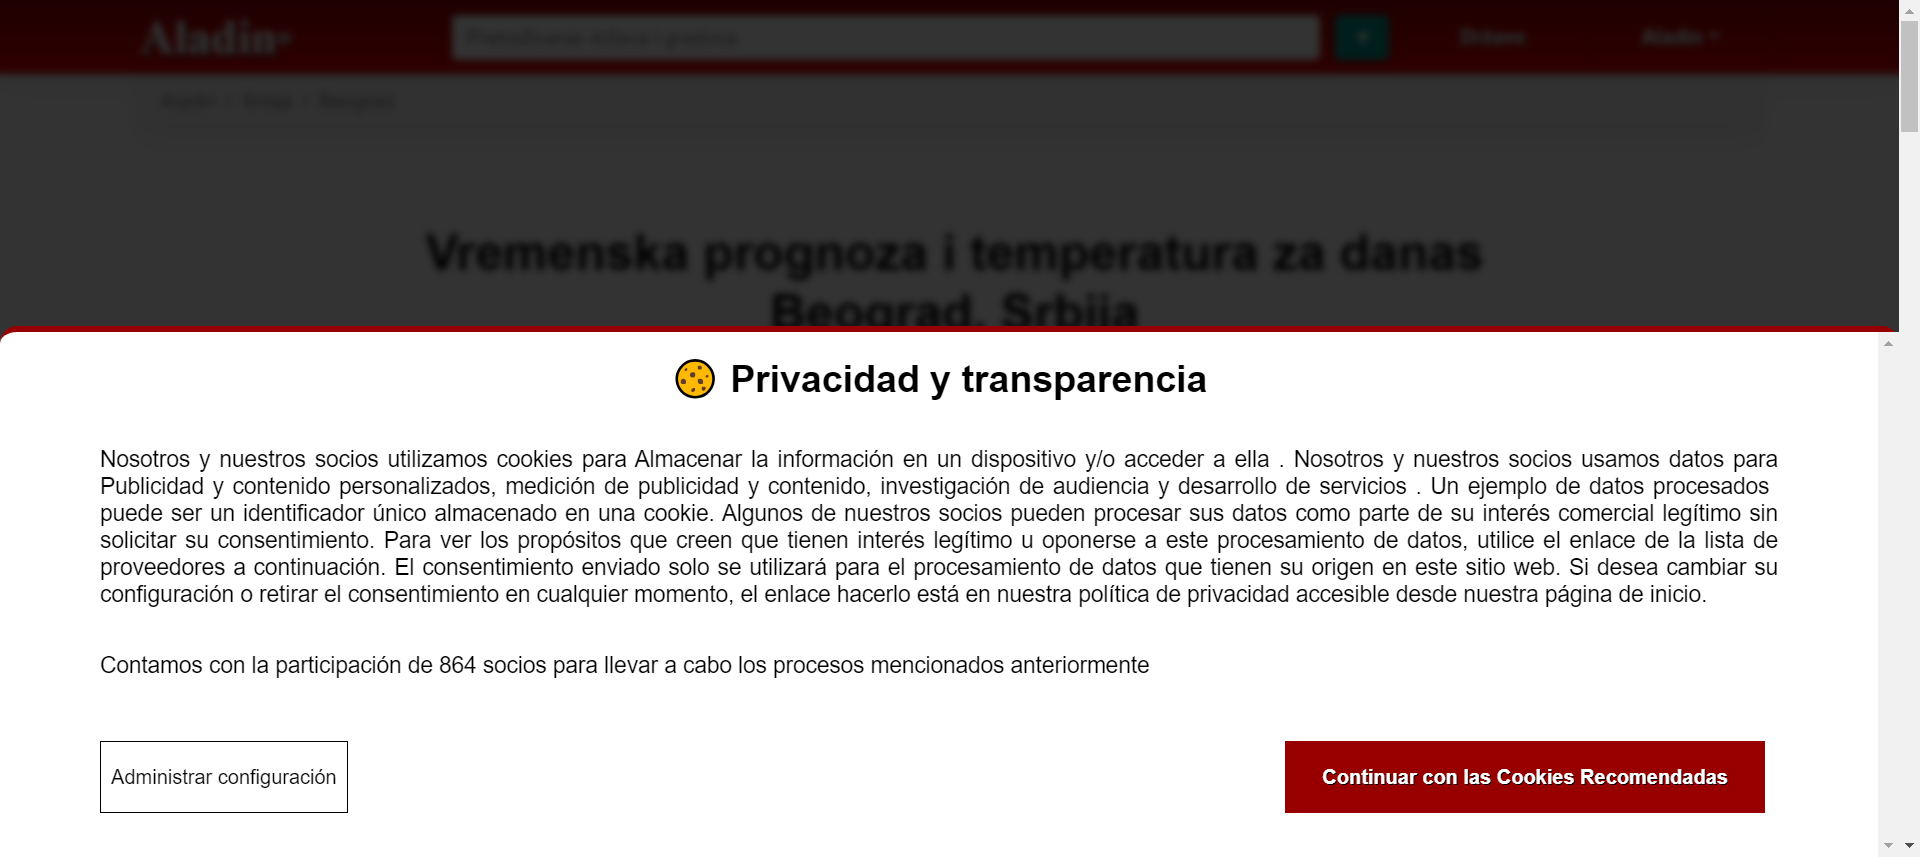 Aladin
Države
Aladin
Aladin / Srbija / Beograd
Vremenska prognoza i temperatura za danas
Beograd, Srbija
Privacidad y transparencia
Nosotros y nuestros socios utilizamos cookies para Almacenar la información en un dispositivo y/o acceder a ella . Nosotros y nuestros socios usamos datos para
Publicidad y contenido personalizados, medición de publicidad y contenido, investigación de audiencia y desarrollo de servicios . Un ejemplo de datos procesados
puede ser un identificador único almacenado en una cookie. Algunos de nuestros socios pueden procesar sus datos como parte de su interés comercial legítimo sin
solicitar su consentimiento. Para ver los propósitos que creen que tienen interés legítimo u oponerse a este procesamiento de datos, utilice el enlace de la lista de
proveedores a continuación. El consentimiento enviado solo se utilizará para el procesamiento de datos que tienen su origen en este sitio web. Si desea cambiar su
configuración o retirar el consentimiento en cualquier momento, el enlace hacerlo está en nuestra política de privacidad accesible desde nuestra página de inicio.
Contamos con la participación de 864 socios para llevar a cabo los procesos mencionados anteriormente
Administrar configuración
Continuar con las Cookies Recomendadas